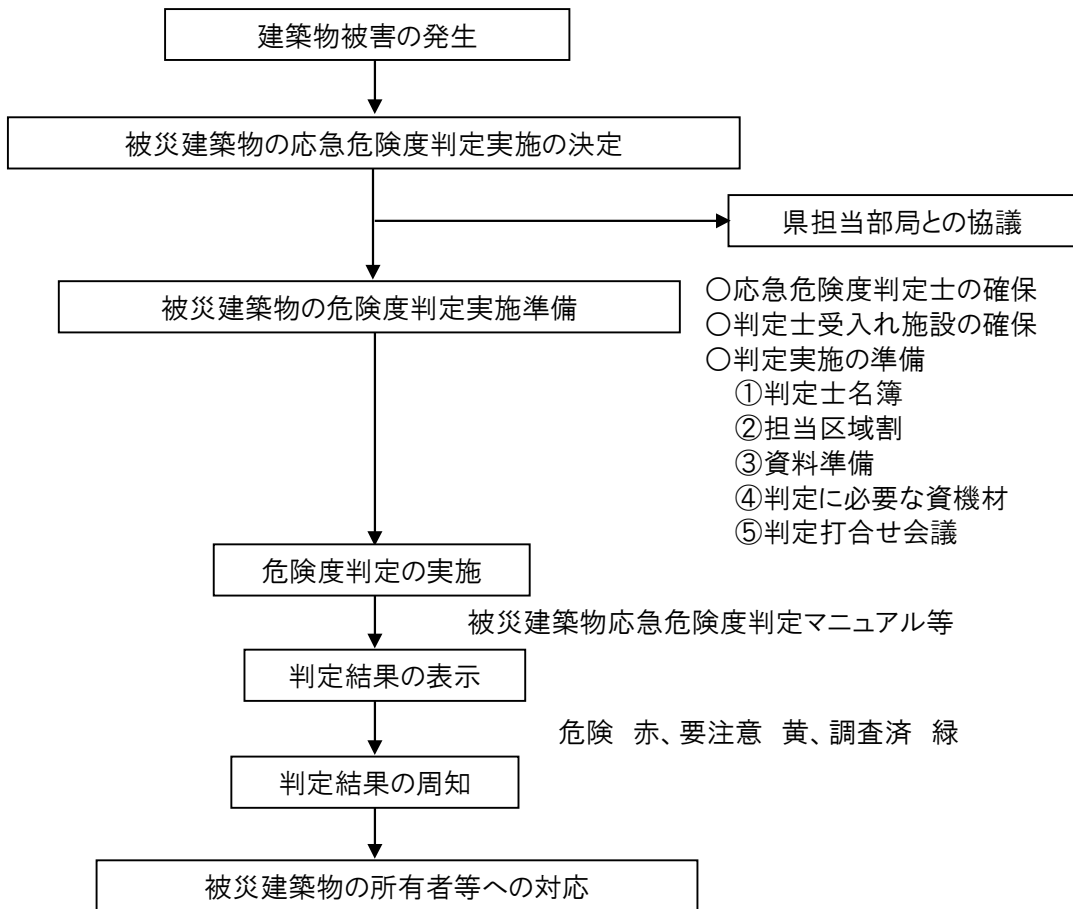 建築物被害の発生
被災建築物の応急危険度判定実施の決定
県担当部局との協議
被災建築物の危険度判定実施準備
〇応急危険度判定士の確保
〇判定士受入れ施設の確保
〇判定実施の準備
①判定士名簿
②担当区域割
③資料準備
④判定に必要な資機材
⑤判定打合せ会議
危険度判定の実施
被災建築物応急危険度判定マニュアル等
判定結果の表示
危険　赤、要注意　黄、調査済　緑
判定結果の周知
被災建築物の所有者等への対応